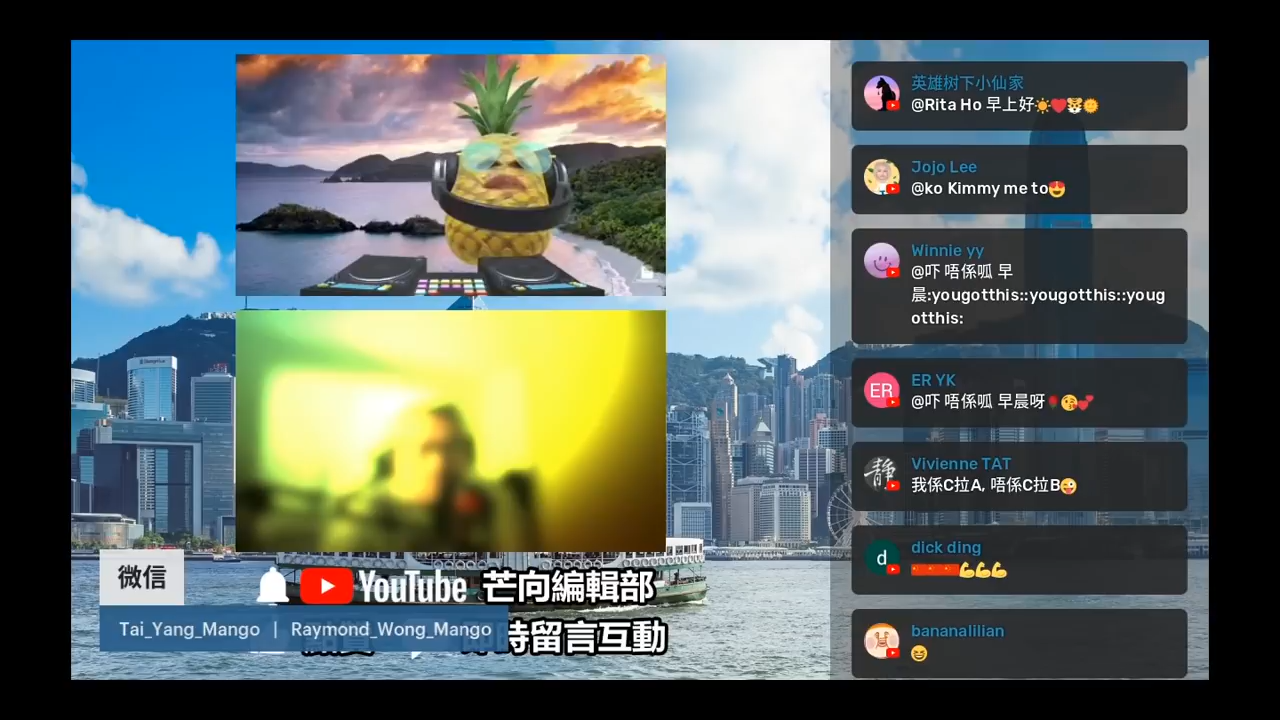 英雄树下小仙家
@Rita Ho 早上好☀️❤️🐯🌞
Jojo Lee
@ko Kimmy me to😍
Winnie yy
@吓 唔係呱 早
晨:yougotthis::yougotthis::youg
otthis:
ER
ER YK
@吓 唔係呱 早晨呀🌹😘💕
靜
Vivienne TAT
我係C拉A, 唔係C拉B😜
d
dick ding
🇨🇳🇨🇳🇨🇳💪💪💪
bananalilian
😆
微信
YouTube 芒向編輯部
Tai_Yang_Mango | Raymond_Wong_Mango
時留言互動